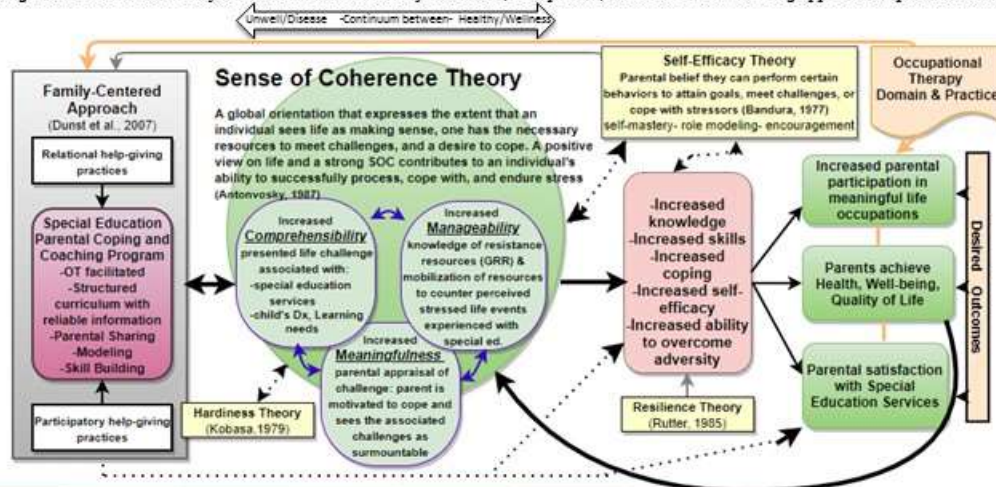 Unwell/Disease -Continuum between- Healthy/Wellness
Family-Centered
Approach
(Dunst et al., 2007)
Relational help-giving
practices
Special Education
Parental Coping and
Coaching Program
-OT facilitated
-Structured
curriculum with
reliable information
-Parental Sharing
-Modeling
-Skill Building
Participatory help-giving
practices
Sense of Coherence Theory
A global orientation that expresses the extent that an
individual sees life as making sense, one has the necessary
resources to meet challenges, and a desire to cope. A positive
view on life and a strong SOC contributes to an individual's
ability to successfully process, cope with, and endure stress
(Antonvosky, 1987)
Increased
Comprehensibility
presented life challenge
associated with:
-special education
services
-child's Dx, Learning
needs
Increased
Manageability
knowledge of resistance
resources (GRR) &
mobilization of resources
to counter perceived
stressed life events
experienced with
special ed.
Increased
Meaningfulness
parental appraisal of
challenge: parent is
motivated to cope and
sees the associated
challenges as
surmountable
Hardiness Theory
(Kobasa,1979)
Self-Efficacy Theory
Parental belief they can perform certain
behaviors to attain goals, meet challenges, or
cope with stressors (Bandura, 1977)
self-mastery- role modeling- encouragement
-Increased
knowledge
-Increased skills
-Increased
coping
-Increased self-
efficacy
-Increased ability
to overcome
adversity
Resilience Theory
(Rutter, 1985)
Occupational
Therapy
Domain & Practice
Increased parental
participation in
meaningful life
occupations
Parents achieve
Health, Well-being,
Quality of Life
Parental satisfaction
with Special
Education Services
Desired Outcomes